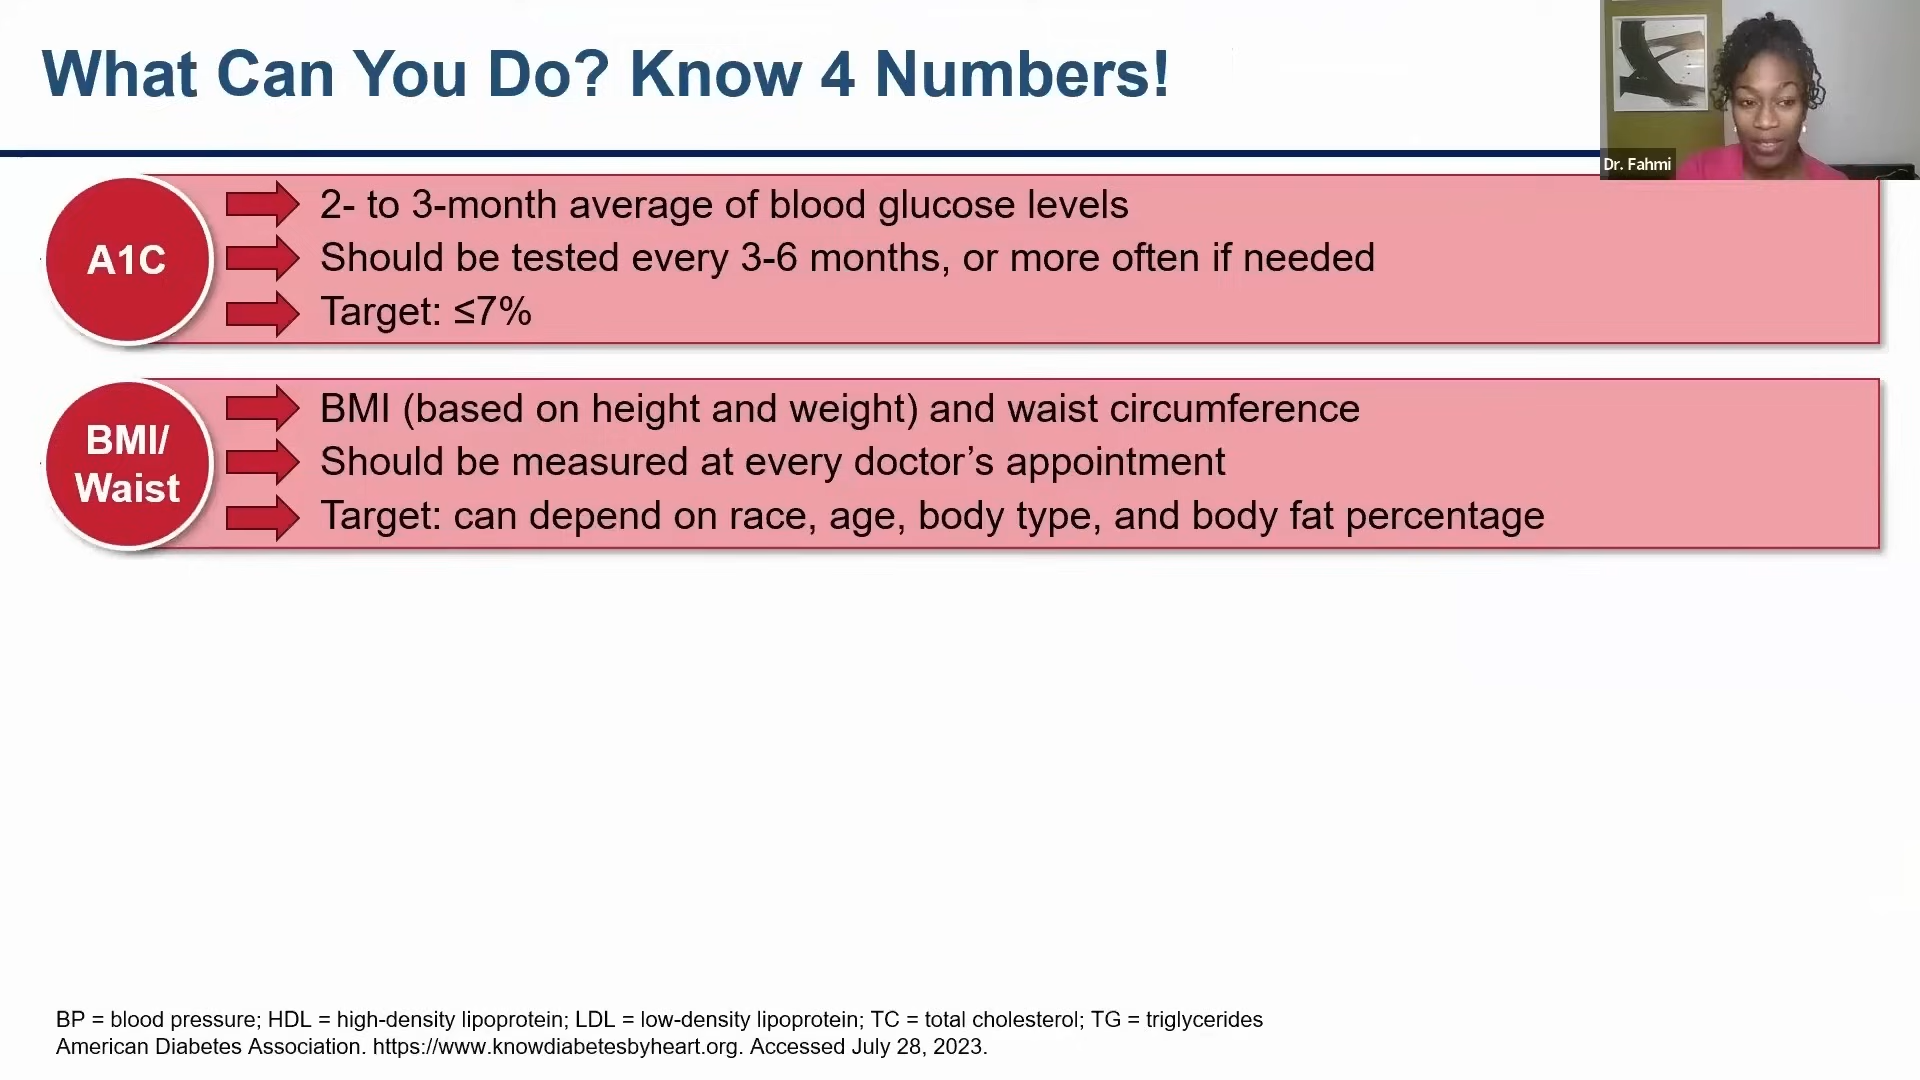 What Can You Do? Know 4 Numbers!
Dr. Fahmi
A1C
2- to 3-month average of blood glucose levels
Should be tested every 3-6 months, or more often if needed
Target: ≤7%
BMI/
Waist
BMI (based on height and weight) and waist circumference
Should be measured at every doctor’s appointment
Target: can depend on race, age, body type, and body fat percentage
BP = blood pressure; HDL = high-density lipoprotein; LDL = low-density lipoprotein; TC = total cholesterol; TG = triglycerides
American Diabetes Association. https://www.knowdiabetesbyheart.org. Accessed July 28, 2023.